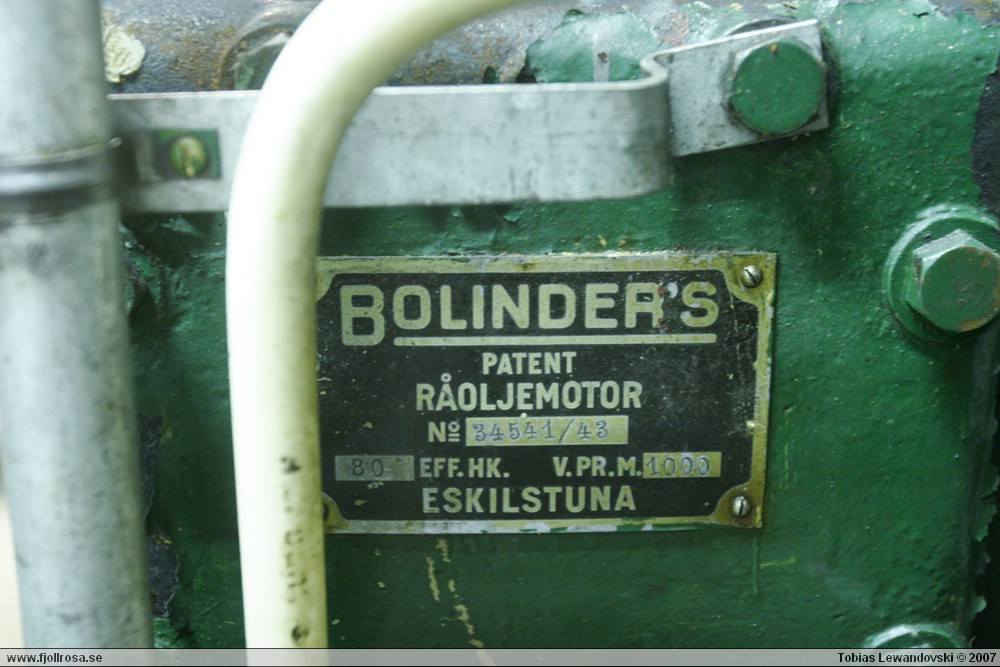 BOLINDER'S
PATENT
RÅOLJEMOTOR
Nº 34541/43
80 EFF. HK. V. PR. M. 1000
ESKILSTUNA
www.fjollrosa.se Tobias Lewandovski © 2007